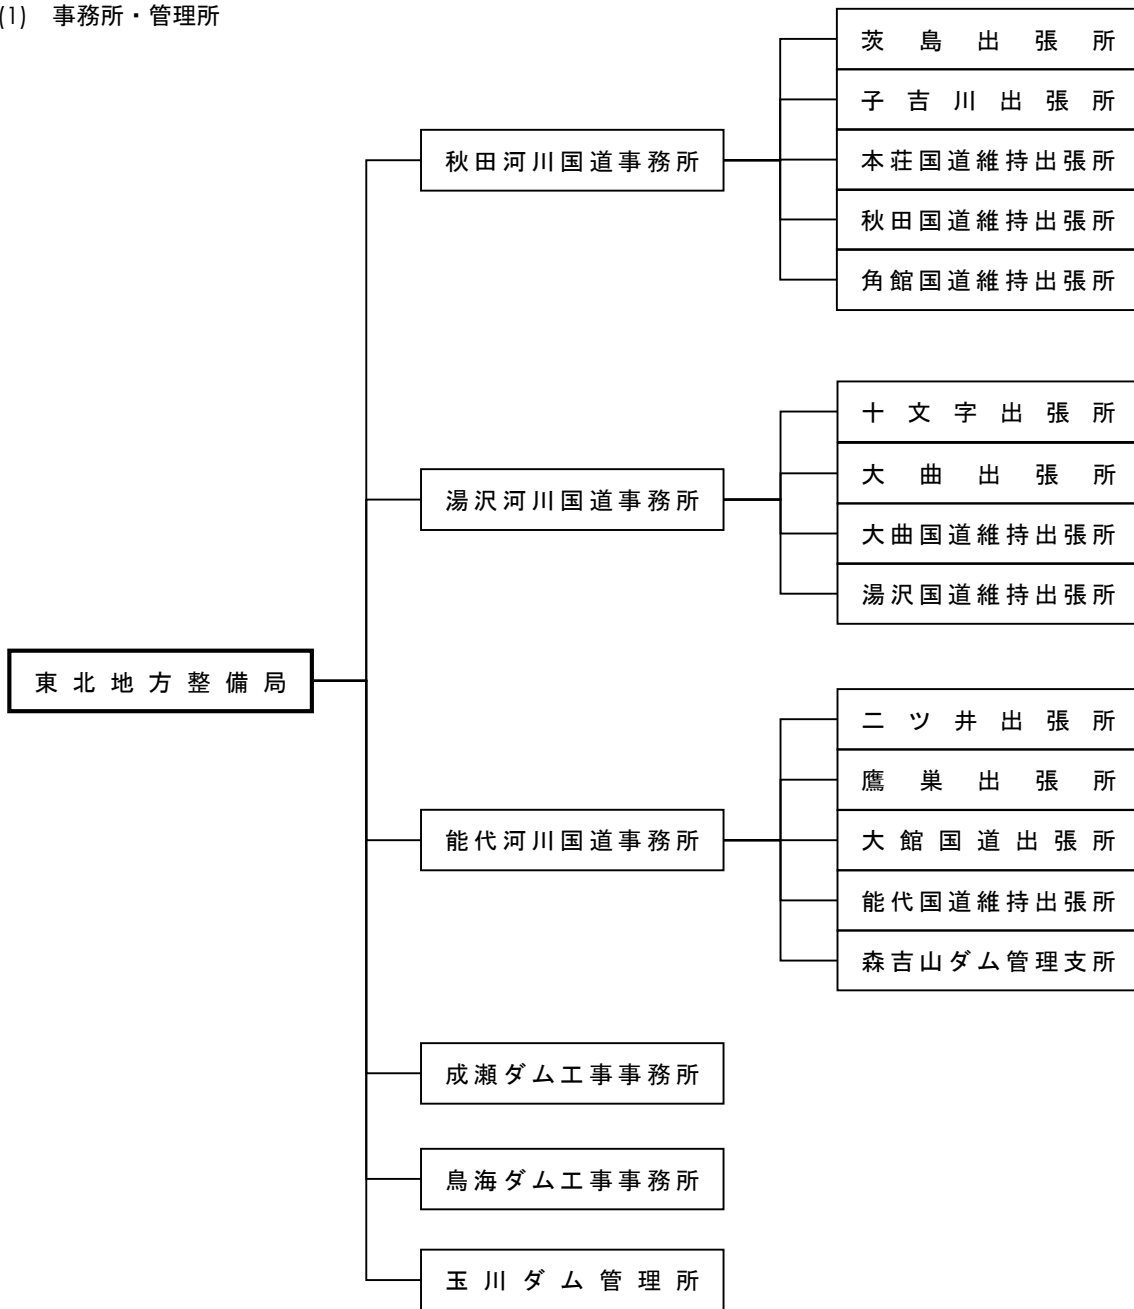 (1) 事務所・管理所
茨島出張所
子吉川出張所
秋田河川国道事務所
本荘国道維持出張所
秋田国道維持出張所
角館国道維持出張所
十文字出張所
大曲出張所
湯沢河川国道事務所
大曲国道維持出張所
湯沢国道維持出張所
東北地方整備局
二ツ井出張所
鷹巣出張所
能代河川国道事務所
大館国道出張所
能代国道維持出張所
森吉山ダム管理支所
成瀬ダム工事事務所
鳥海ダム工事事務所
玉川ダム管理所